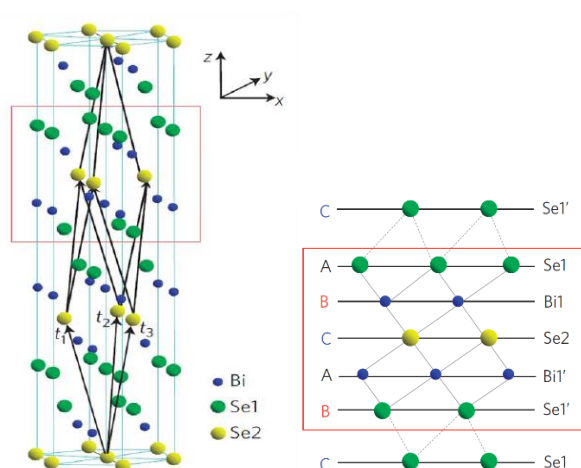 z
y
x
t1
t2
t3
Bi
Se1
Se2
C Se1'
A Se1
B Bi1
C Se2
A Bi1'
B Se1'
C Se1